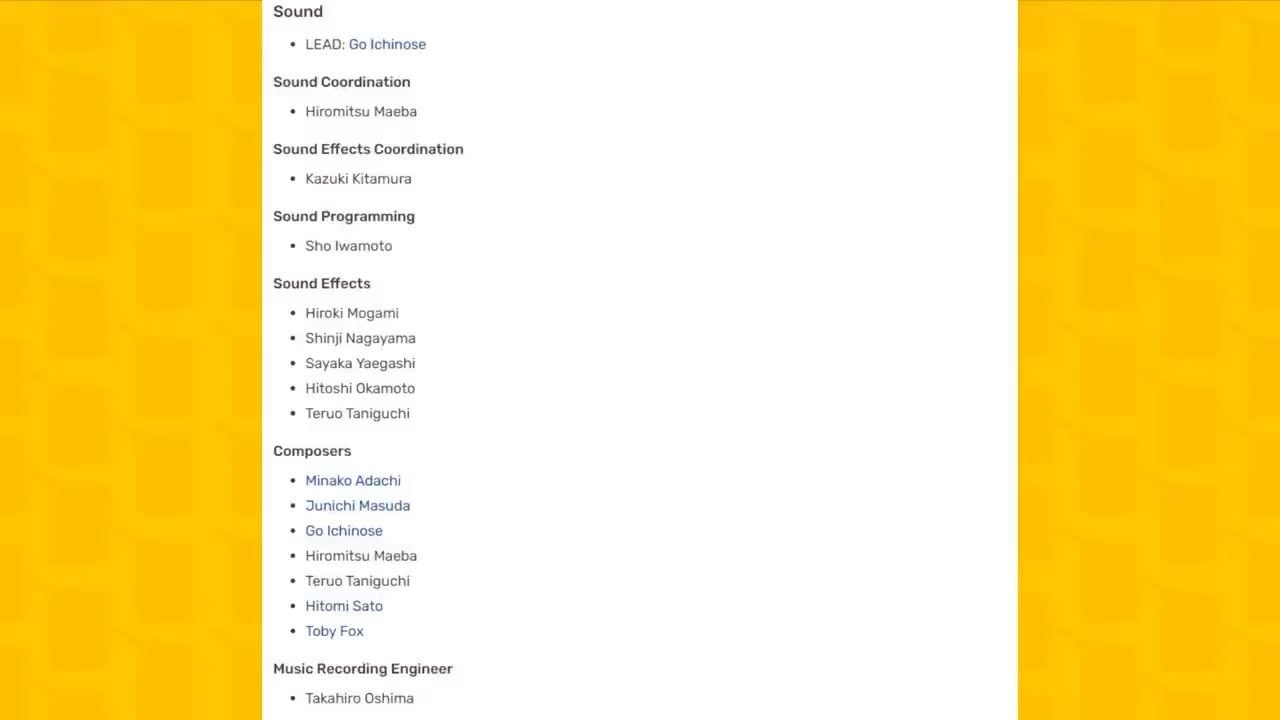 Sound
• LEAD: Go Ichinose
Sound Coordination
• Hiromitsu Maeba
Sound Effects Coordination
• Kazuki Kitamura
Sound Programming
• Sho Iwamoto
Sound Effects
• Hiroki Mogami
• Shinji Nagayama
• Sayaka Yaegashi
• Hitoshi Okamoto
• Teruo Taniguchi
Composers
• Minako Adachi
• Junichi Masuda
• Go Ichinose
• Hiromitsu Maeba
• Teruo Taniguchi
• Hitomi Sato
• Toby Fox
Music Recording Engineer
• Takahiro Oshima